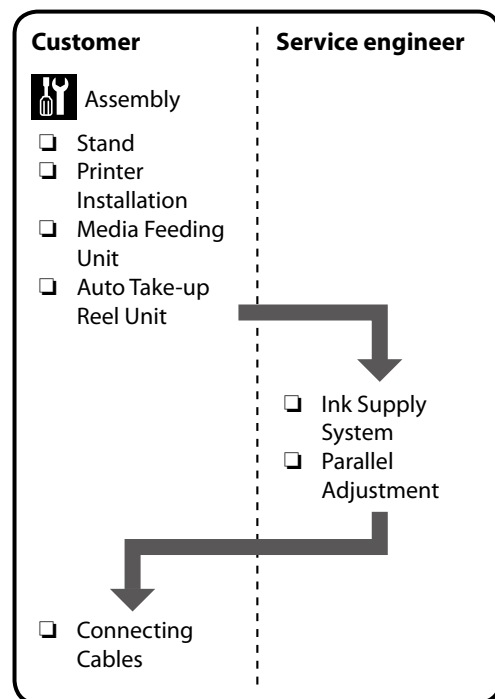 Customer
Service engineer
Assembly
❏ Stand
❏ Printer
Installation
❏ Media Feeding
Unit
❏ Auto Take-up
Reel Unit
❏ Ink Supply
System
❏ Parallel
Adjustment
❏ Connecting
Cables